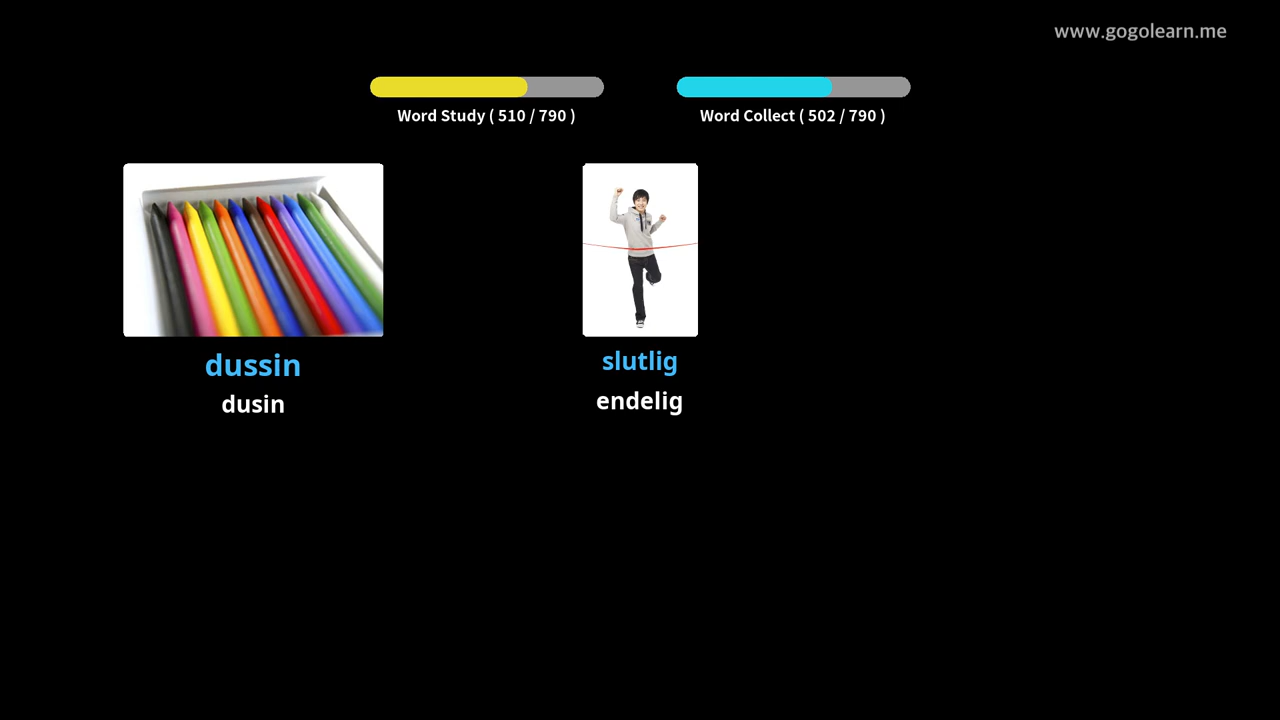 www.gogolearn.me
Word Study ( 510 / 790 )
Word Collect ( 502 / 790 )
dussin
dusin
slutlig
endelig